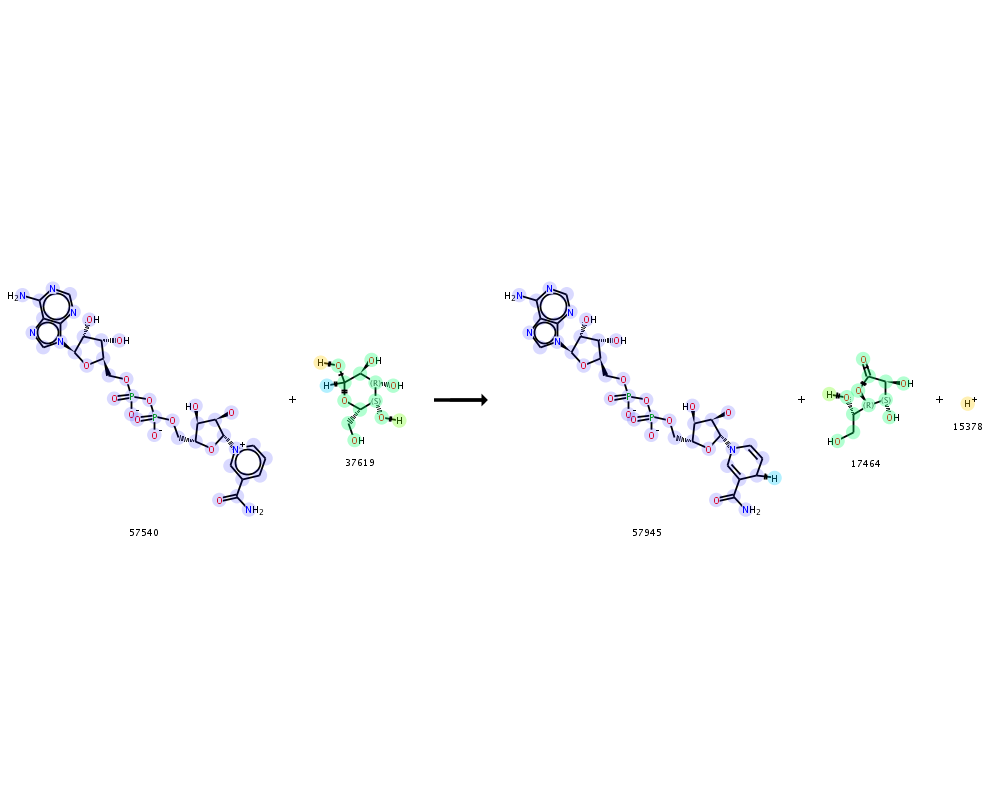 H₂N N N N N OH OH O O O P O⁻ O O P O⁻ O HO O O N⁺ O NH₂
57540
+
H O OH H R OH O S O H OH
37619
H₂N N N N N OH OH O O O P O⁻ O O P O⁻ O HO O O N H O NH₂
57945
+
O OH O H O R S OH HO
17464
+
H⁺
15378